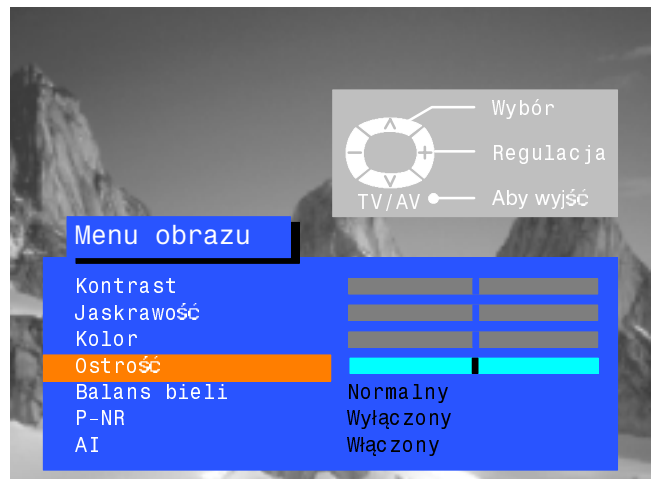 Wybór
Regulacja
TV/AV Aby wyjść
Menu obrazu
Kontrast
Jaskrawość
Kolor
Ostrość
Balans bieli Normalny
P-NR Wyłączony
AI Włączony